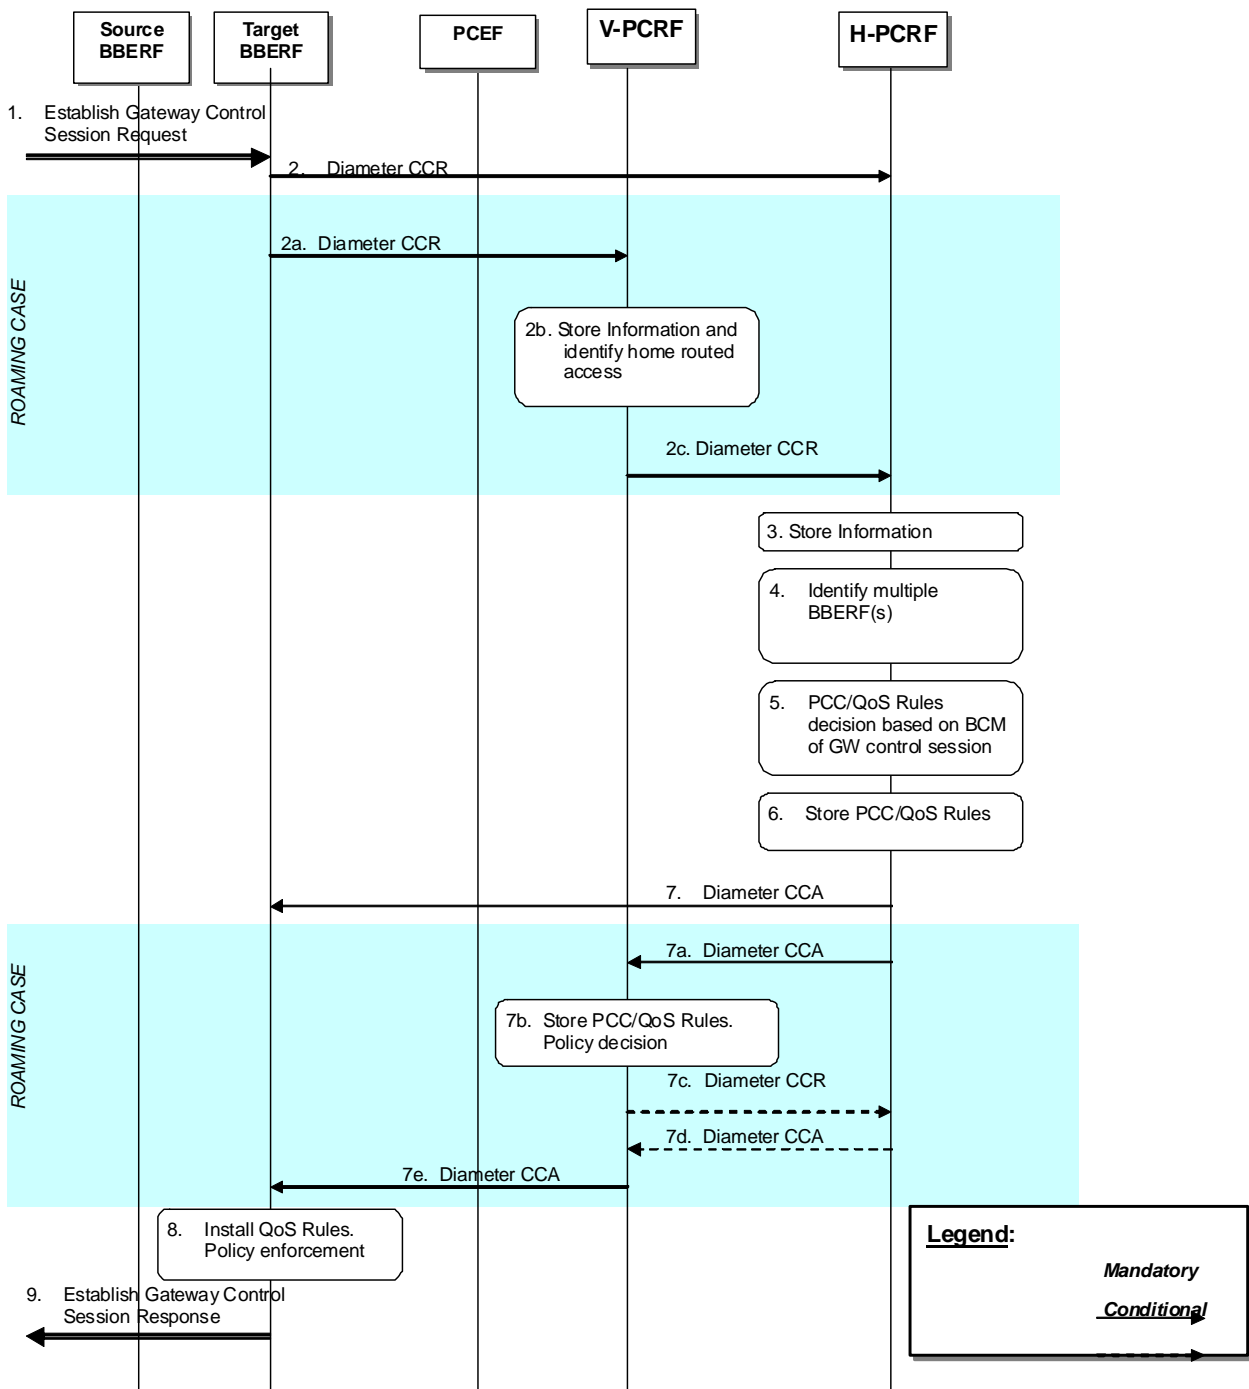 Source
BBERF
Target
BBERF
PCEF
V-PCRF
H-PCRF
1. Establish Gateway Control
Session Request
2. Diameter CCR
ROAMING CASE
2a. Diameter CCR
2b. Store Information and
identify home routed
access
2c. Diameter CCR
3. Store Information
4. Identify multiple
BBERF(s)
5. PCC/QoS Rules
decision based on BCM
of GW control session
6. Store PCC/QoS Rules
7. Diameter CCA
ROAMING CASE
7a. Diameter CCA
7b. Store PCC/QoS Rules.
Policy decision
7c. Diameter CCR
7d. Diameter CCA
7e. Diameter CCA
8. Install QoS Rules.
Policy enforcement
9. Establish Gateway Control
Session Response
Legend:
Mandatory
Conditional